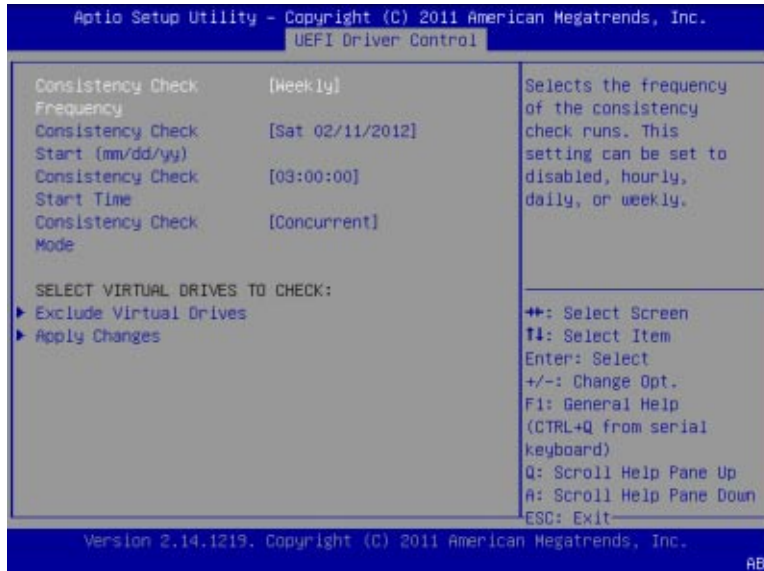 Aptio Setup Utility - Copyright (C) 2011 American Megatrends, Inc.
UEFI Driver Control
Consistency Check [Weekly]
Frequency
Consistency Check [Sat 02/11/2012]
Start (mm/dd/yy)
Consistency Check [03:00:00]
Start Time
Consistency Check [Concurrent]
Mode
SELECT VIRTUAL DRIVES TO CHECK:
Exclude Virtual Drives
Apply Changes
Selects the frequency
of the consistency
check runs. This
setting can be set to
disabled, hourly,
daily, or weekly.
→←: Select Screen
↑↓: Select Item
Enter: Select
+/-: Change Opt.
F1: General Help
(CTRL+Q from serial
keyboard)
Q: Scroll Help Pane Up
A: Scroll Help Pane Down
ESC: Exit
Version 2.14.1219. Copyright (C) 2011 American Megatrends, Inc.
AB